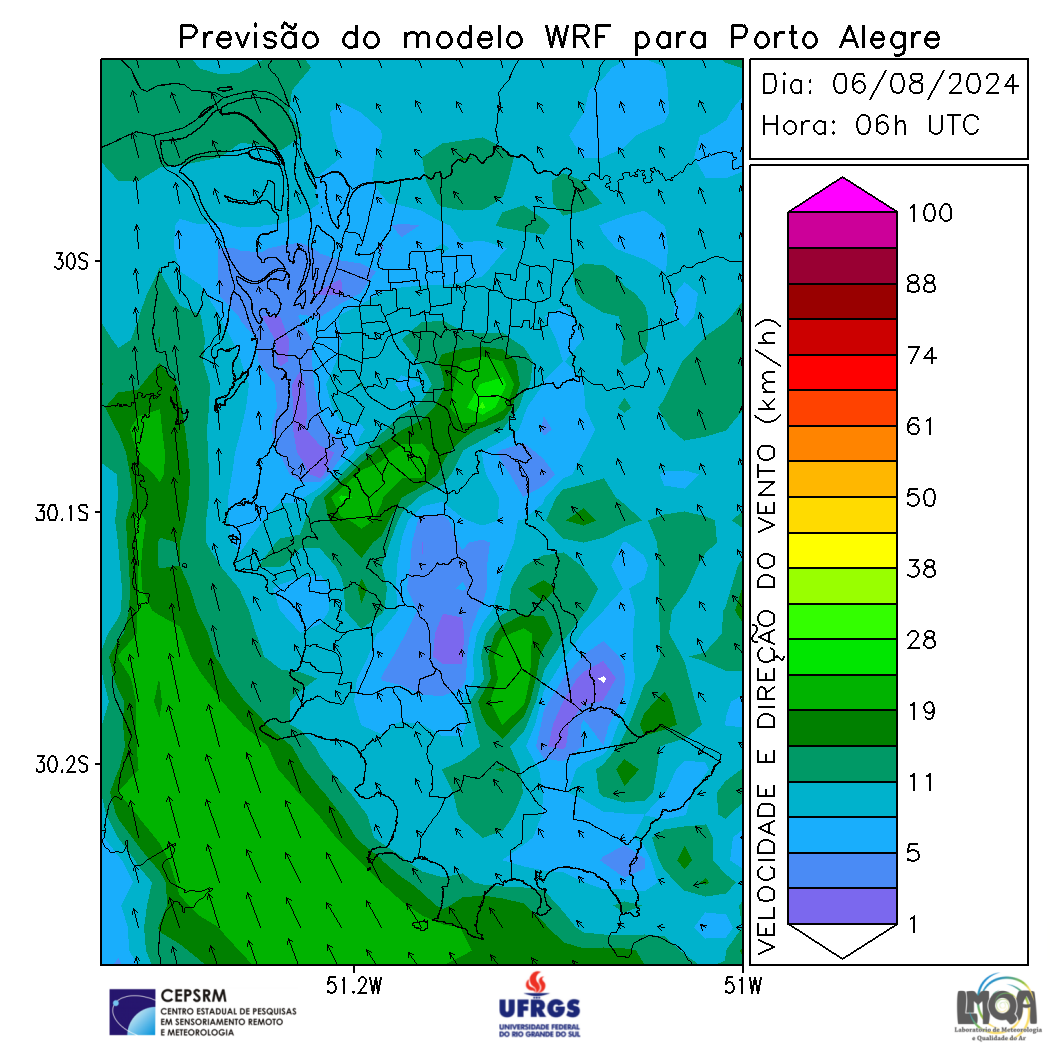 Previsão do modelo WRF para Porto Alegre
Dia: 06/08/2024
Hora: 06h UTC
30S
30.1S
30.2S
51.2W
51W
VELOCIDADE E DIREÇÃO DO VENTO (km/h)
100
88
74
61
50
38
28
19
11
5
1
CEPSRM
CENTRO ESTADUAL DE PESQUISAS
EM SENSORIAMENTO REMOTO
E METEOROLOGIA
UFRGS
UNIVERSIDADE FEDERAL
DO RIO GRANDE DO SUL
LMQA
Laboratório de Meteorologia
e Qualidade do Ar